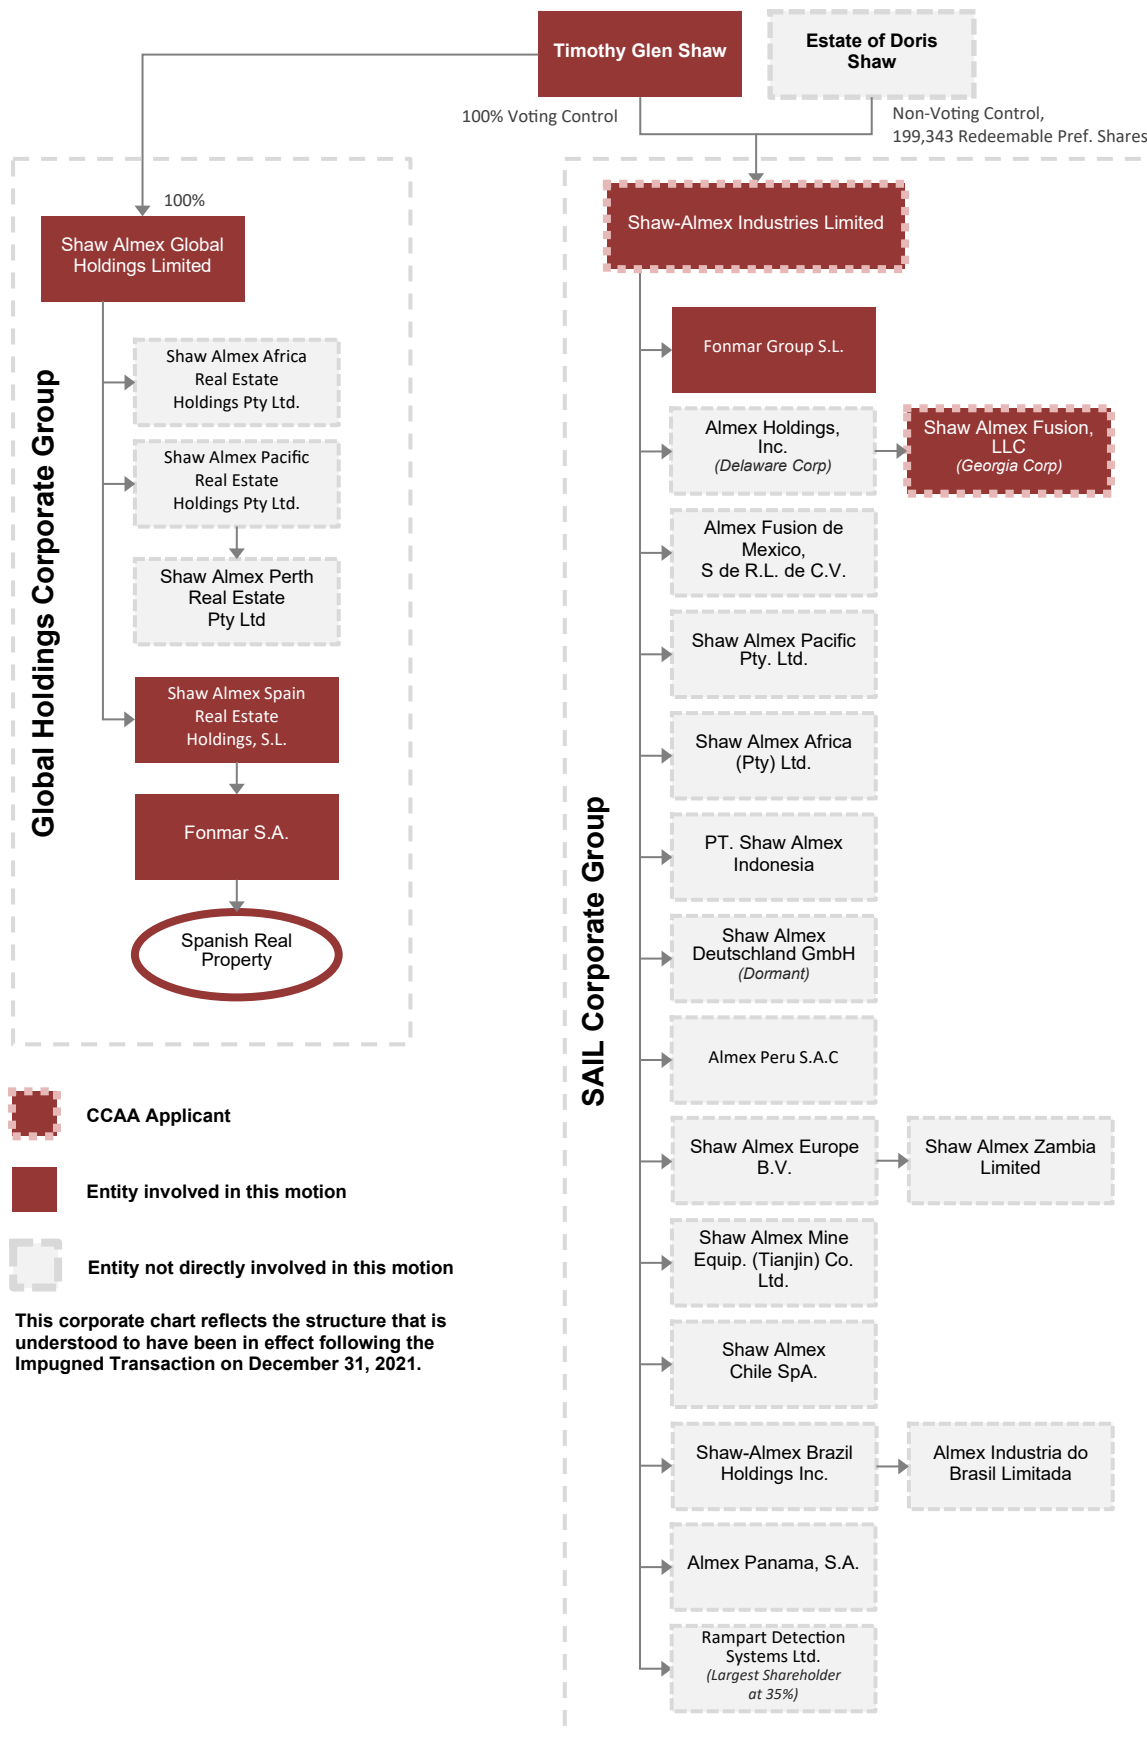 Timothy Glen Shaw
Estate of Doris
Shaw
100% Voting Control
Non-Voting Control,
199,343 Redeemable Pref. Shares
100%
Global Holdings Corporate Group
Shaw Almex Global
Holdings Limited
Shaw Almex Africa
Real Estate
Holdings Pty Ltd.
Shaw Almex Pacific
Real Estate
Holdings Pty Ltd.
Shaw Almex Perth
Real Estate
Pty Ltd
Shaw Almex Spain
Real Estate
Holdings, S.L.
Fonmar S.A.
Spanish Real
Property
SAIL Corporate Group
Shaw-Almex Industries Limited
Fonmar Group S.L.
Almex Holdings,
Inc.
(Delaware Corp)
Shaw Almex Fusion,
LLC
(Georgia Corp)
Almex Fusion de
Mexico,
S de R.L. de C.V.
Shaw Almex Pacific
Pty. Ltd.
Shaw Almex Africa
(Pty) Ltd.
PT. Shaw Almex
Indonesia
Shaw Almex
Deutschland GmbH
(Dormant)
Almex Peru S.A.C
Shaw Almex Europe
B.V.
Shaw Almex Zambia
Limited
Shaw Almex Mine
Equip. (Tianjin) Co.
Ltd.
Shaw Almex
Chile SpA.
Shaw-Almex Brazil
Holdings Inc.
Almex Industria do
Brasil Limitada
Almex Panama, S.A.
Rampart Detection
Systems Ltd.
(Largest Shareholder
at 35%)
CCAA Applicant
Entity involved in this motion
Entity not directly involved in this motion
This corporate chart reflects the structure that is
understood to have been in effect following the
Impugned Transaction on December 31, 2021.